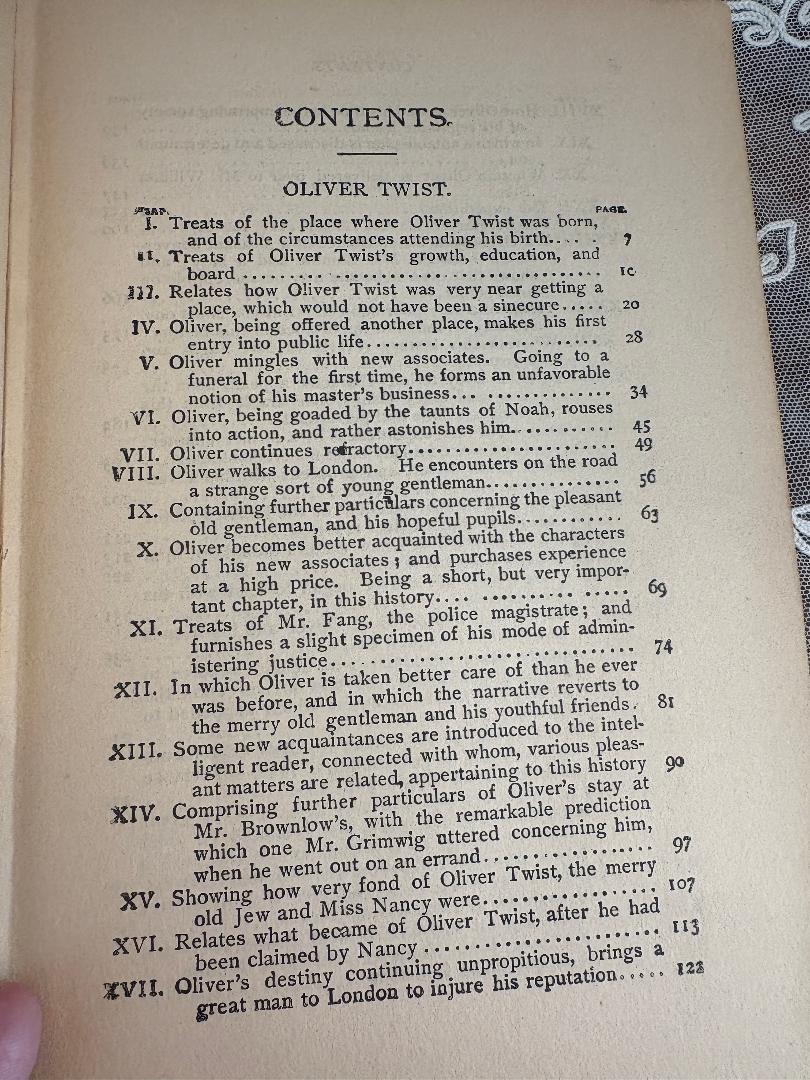 CONTENTS.
OLIVER TWIST.
CHAP. PAGE.
I. Treats of the place where Oliver Twist was born,
and of the circumstances attending his birth.... . 7
II. Treats of Oliver Twist's growth, education, and
board ........................................ 10
III. Relates how Oliver Twist was very near getting a
place, which would not have been a sinecure..... 20
IV. Oliver, being offered another place, makes his first
entry into public life......................... 28
V. Oliver mingles with new associates. Going to a
funeral for the first time, he forms an unfavorable
notion of his master's business... .............. 34
VI. Oliver, being goaded by the taunts of Noah, rouses
into action, and rather astonishes him........... 45
VII. Oliver continues refractory....................... 49
VIII. Oliver walks to London. He encounters on the road
a strange sort of young gentleman............... 56
IX. Containing further particulars concerning the pleasant
old gentleman, and his hopeful pupils............ 63
X. Oliver becomes better acquainted with the characters
of his new associates; and purchases experience
at a high price. Being a short, but very impor-
tant chapter, in this history.... ................ 69
XI. Treats of Mr. Fang, the police magistrate; and
furnishes a slight specimen of his mode of admin-
istering justice.................................. 74
XII. In which Oliver is taken better care of than he ever
was before, and in which the narrative reverts to
the merry old gentleman and his youthful friends. 81
XIII. Some new acquaintances are introduced to the intel-
ligent reader, connected with whom, various pleas-
ant matters are related, appertaining to this history 90
XIV. Comprising further particulars of Oliver's stay at
Mr. Brownlow's, with the remarkable prediction
which one Mr. Grimwig uttered concerning him,
when he went out on an errand.................. 97
XV. Showing how very fond of Oliver Twist, the merry
old Jew and Miss Nancy were.................. 107
XVI. Relates what became of Oliver Twist, after he had
been claimed by Nancy ......................... 113
XVII. Oliver's destiny continuing unpropitious, brings a
great man to London to injure his reputation..... 122